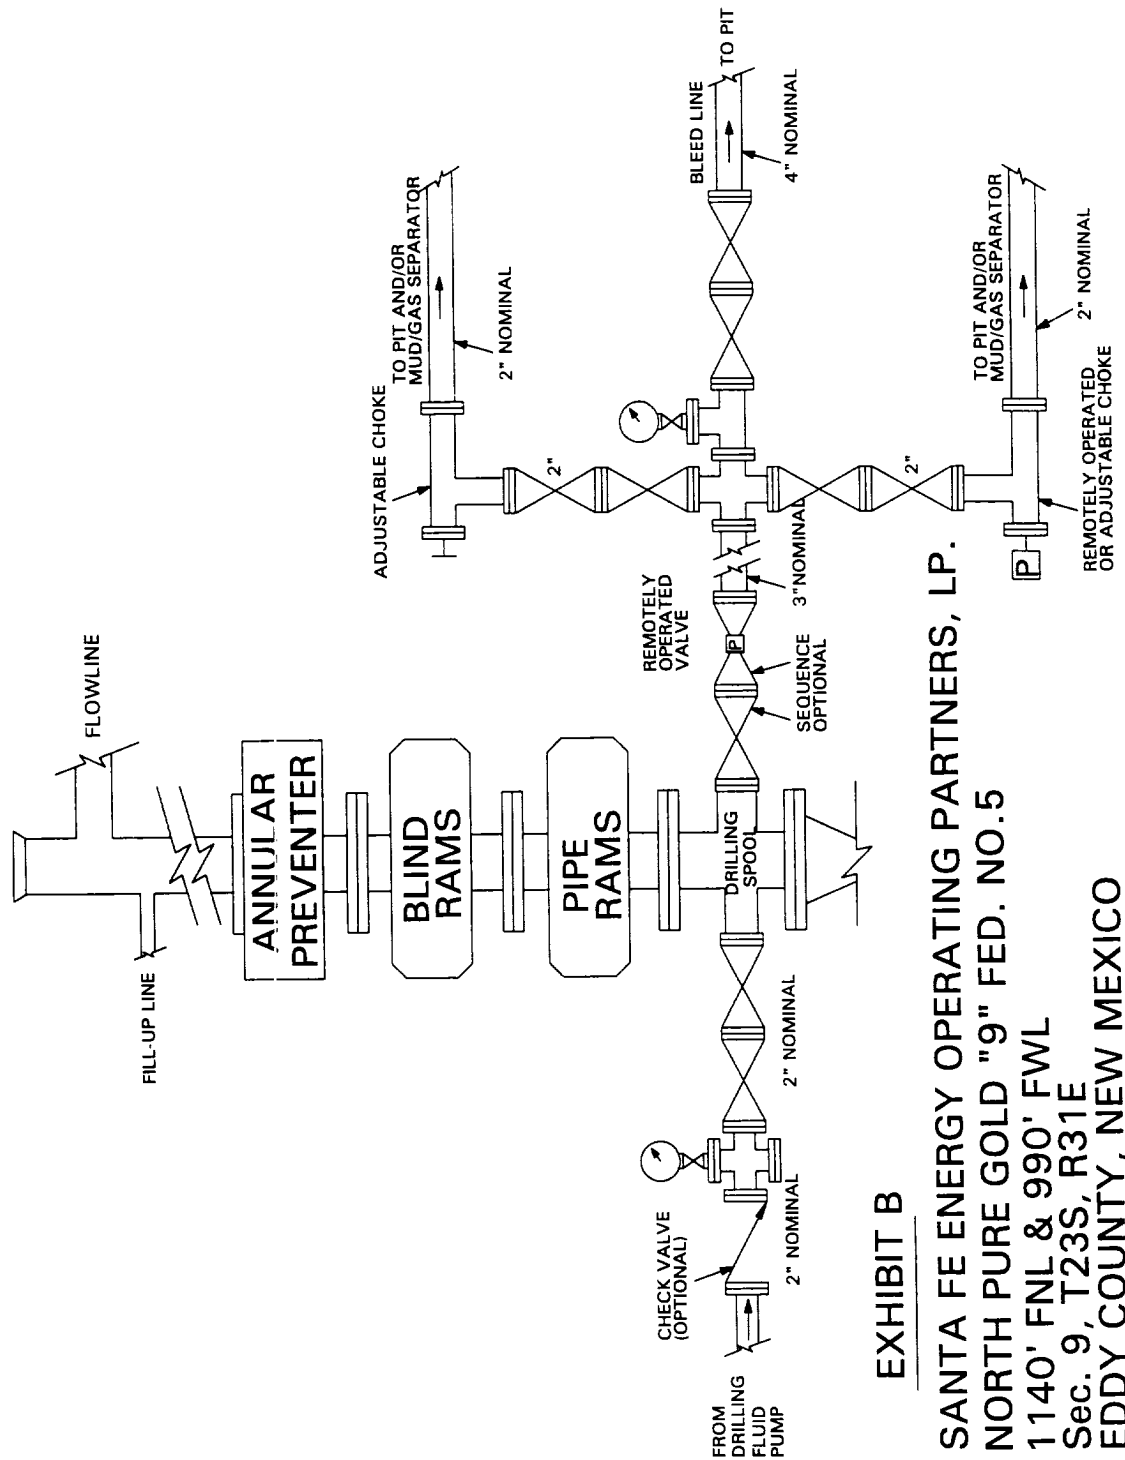 FLOWLINE
FILL-UP LINE
ANNULAR
PREVENTER
BLIND
RAMS
PIPE
RAMS
DRILLING
SPOOL
FROM
DRILLING
FLUID
PUMP
CHECK VALVE
(OPTIONAL)
2" NOMINAL
2" NOMINAL
REMOTELY
OPERATED
VALVE
P
SEQUENCE
OPTIONAL
3"NOMINAL
ADJUSTABLE CHOKE
TO PIT AND/OR
MUD/GAS SEPARATOR
2" NOMINAL
2"
BLEED LINE
TO PIT
4" NOMINAL
2"
TO PIT AND/OR
MUD/GAS SEPARATOR
2" NOMINAL
P
REMOTELY OPERATED
OR ADJUSTABLE CHOKE
EXHIBIT B
SANTA FE ENERGY OPERATING PARTNERS, LP.
NORTH PURE GOLD "9" FED. NO.5
1140' FNL & 990' FWL
Sec. 9, T23S, R31E
EDDY COUNTY, NEW MEXICO